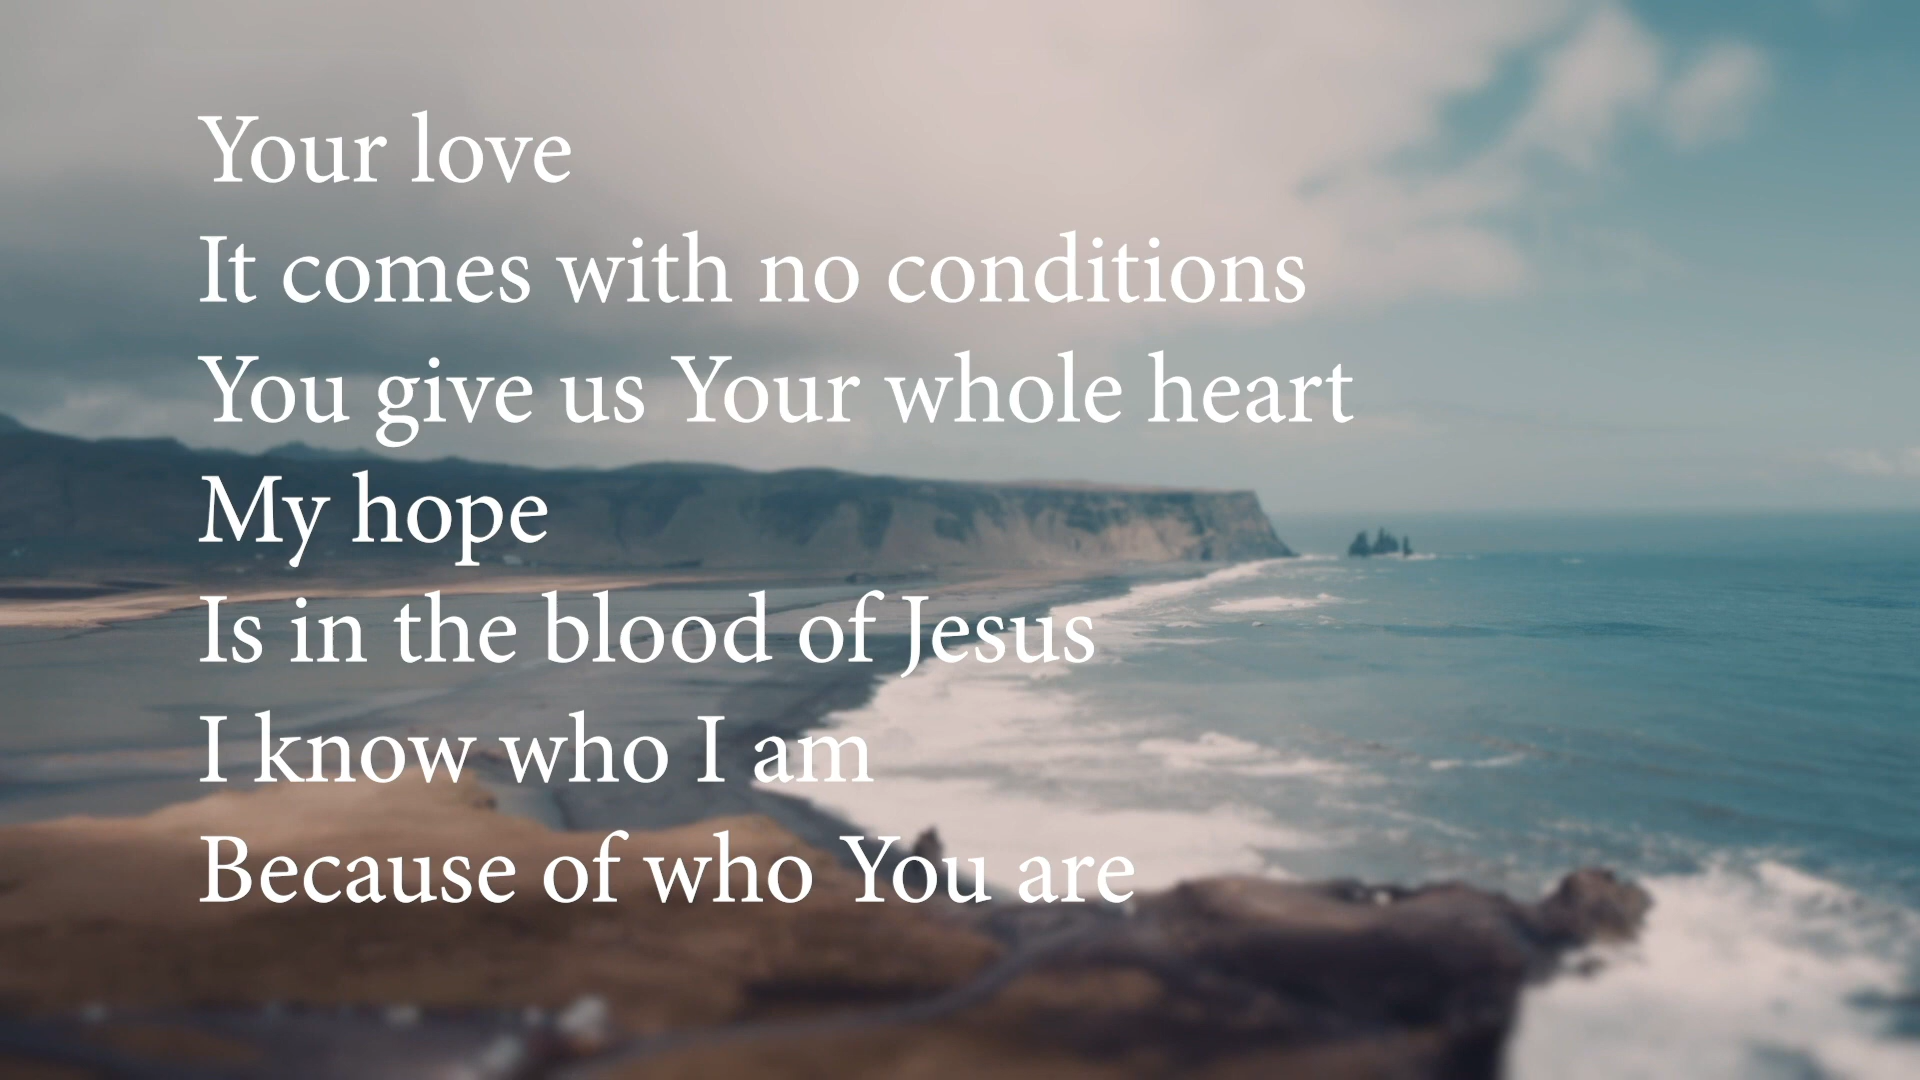 Your love
It comes with no conditions
You give us Your whole heart
My hope
Is in the blood of Jesus
I know who I am
Because of who You are